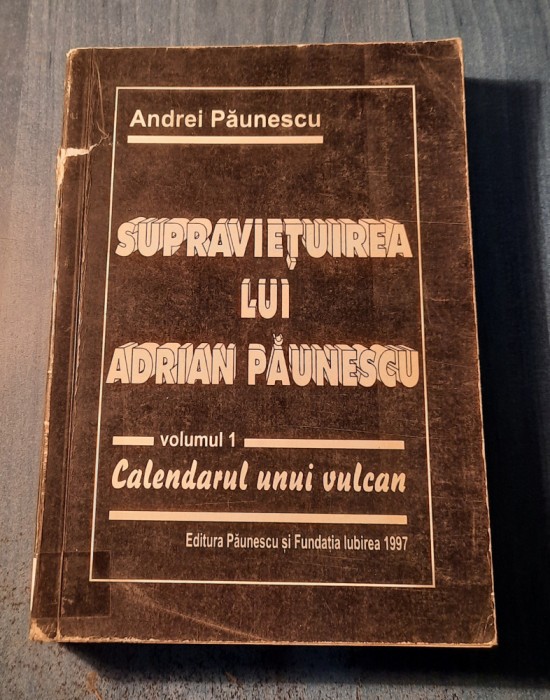 Andrei Păunescu
SUPRAVIEȚUIREA
LUI
ADRIAN PĂUNESCU
volumul 1
Calendarul unui vulcan
Editura Păunescu și Fundația Iubirea 1997